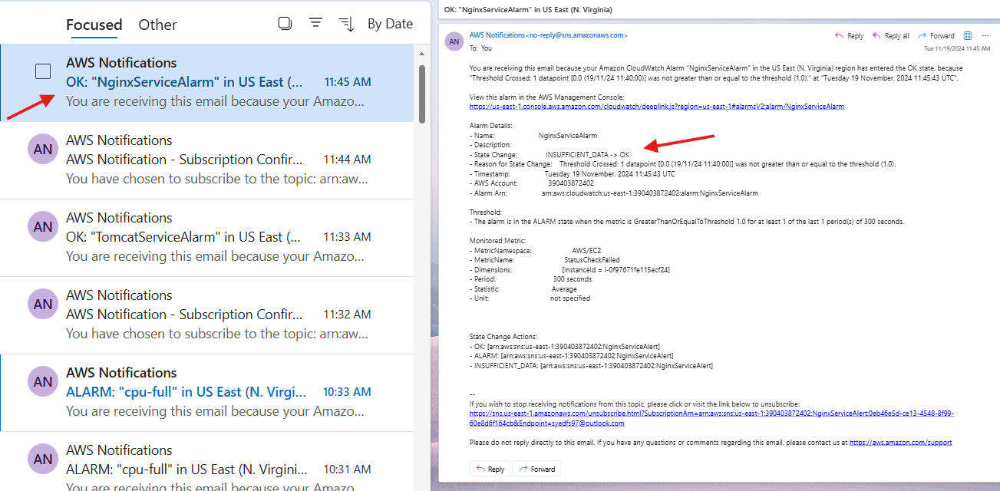 Focused Other By Date
AWS Notifications
OK: "NginxServiceAlarm" in US East (... 11:45 AM
You are receiving this email because your Amazo...
AN
AWS Notifications
AWS Notification - Subscription Confir... 11:44 AM
You have chosen to subscribe to the topic: arn:aw...
AN
AWS Notifications
OK: "TomcatServiceAlarm" in US East (... 11:33 AM
You are receiving this email because your Amazo...
AN
AWS Notifications
AWS Notification - Subscription Confir... 11:32 AM
You have chosen to subscribe to the topic: arn:aw...
AN
AWS Notifications
ALARM: "cpu-full" in US East (N. Virgi... 10:33 AM
You are receiving this email because your Amazo...
AN
AWS Notifications
ALARM: "cpu-full" in US East (N. Virgini... 10:31 AM
You are receiving this email because your Amazo...
OK: "NginxServiceAlarm" in US East (N. Virginia)
AN
AWS Notifications<no-reply@sns.amazonaws.com>
To: You
Reply Reply all Forward
Tue 11/19/2024 11:45 AM
You are receiving this email because your Amazon CloudWatch Alarm "NginxServiceAlarm" in the US East (N. Virginia) region has entered the OK state, because
"Threshold Crossed: 1 datapoint [0.0 (19/11/24 11:40:00)] was not greater than or equal to the threshold (1.0)." at "Tuesday 19 November, 2024 11:45:43 UTC".
View this alarm in the AWS Management Console:
https://us-east-1.console.aws.amazon.com/cloudwatch/deeplink.js?region=us-east-1#alarmsV2:alarm/NginxServiceAlarm
Alarm Details:
- Name: NginxServiceAlarm
- Description:
- State Change: INSUFFICIENT_DATA -> OK
- Reason for State Change: Threshold Crossed: 1 datapoint [0.0 (19/11/24 11:40:00)] was not greater than or equal to the threshold (1.0).
- Timestamp: Tuesday 19 November, 2024 11:45:43 UTC
- AWS Account: 390403872402
- Alarm Arn: arn:aws:cloudwatch:us-east-1:390403872402:alarm:NginxServiceAlarm
Threshold:
- The alarm is in the ALARM state when the metric is GreaterThanOrEqualToThreshold 1.0 for at least 1 of the last 1 period(s) of 300 seconds.
Monitored Metric:
- MetricNamespace: AWS/EC2
- MetricName: StatusCheckFailed
- Dimensions: [InstanceId = i-0f97671fe115ecf24]
- Period: 300 seconds
- Statistic: Average
- Unit: not specified
State Change Actions:
- OK: [arn:aws:sns:us-east-1:390403872402:NginxServiceAlert]
- ALARM: [arn:aws:sns:us-east-1:390403872402:NginxServiceAlert]
- INSUFFICIENT_DATA: [arn:aws:sns:us-east-1:390403872402:NginxServiceAlert]
--
If you wish to stop receiving notifications from this topic, please click or visit the link below to unsubscribe:
https://sns.us-east-1.amazonaws.com/unsubscribe.html?SubscriptionArn=arn:aws:sns:us-east-1:390403872402:NginxServiceAlert:0eb46e5d-ce13-4548-8f99-
60e8d6f164cb&Endpoint=syedfs97@outlook.com
Please do not reply directly to this email. If you have any questions or comments regarding this email, please contact us at https://aws.amazon.com/support
Reply Forward